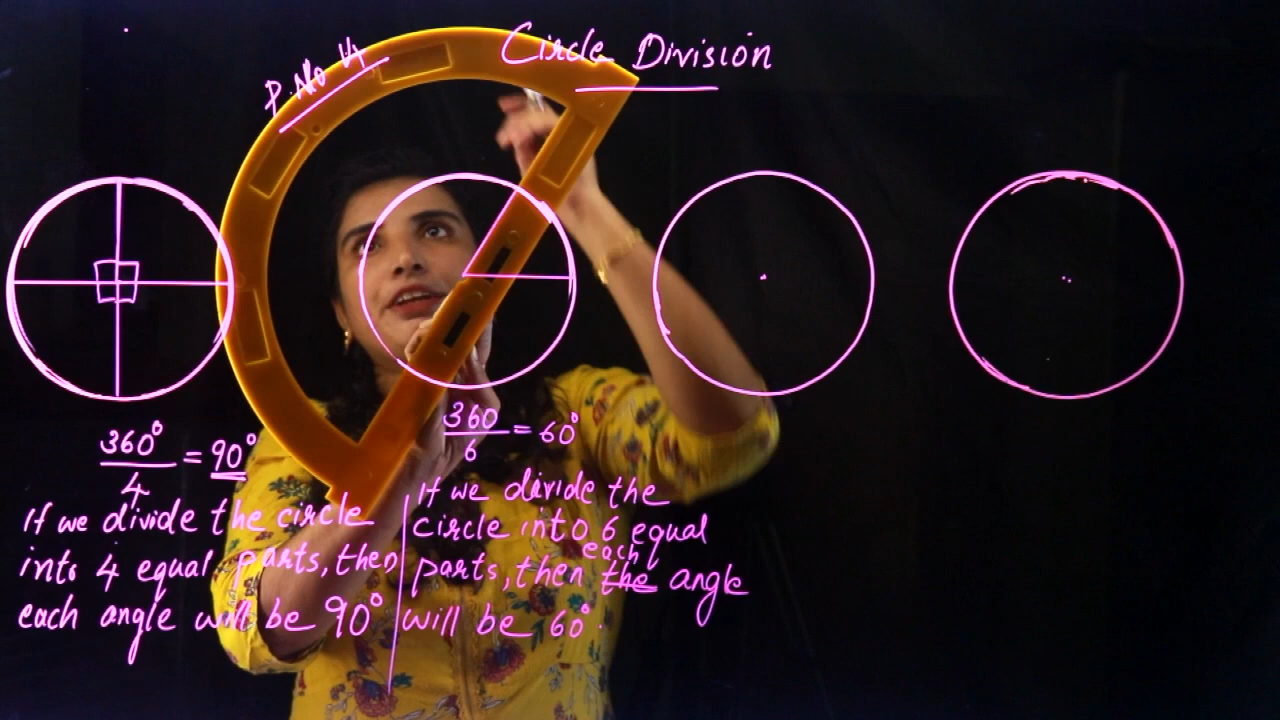 P.No 41
Circle Division
360° / 4 = 90°
If we divide the circle
into 4 equal parts, then
each angle will be 90°
360 / 6 = 60°
If we divide the
circle into 6 equal
parts, then the each angle
will be 60°.